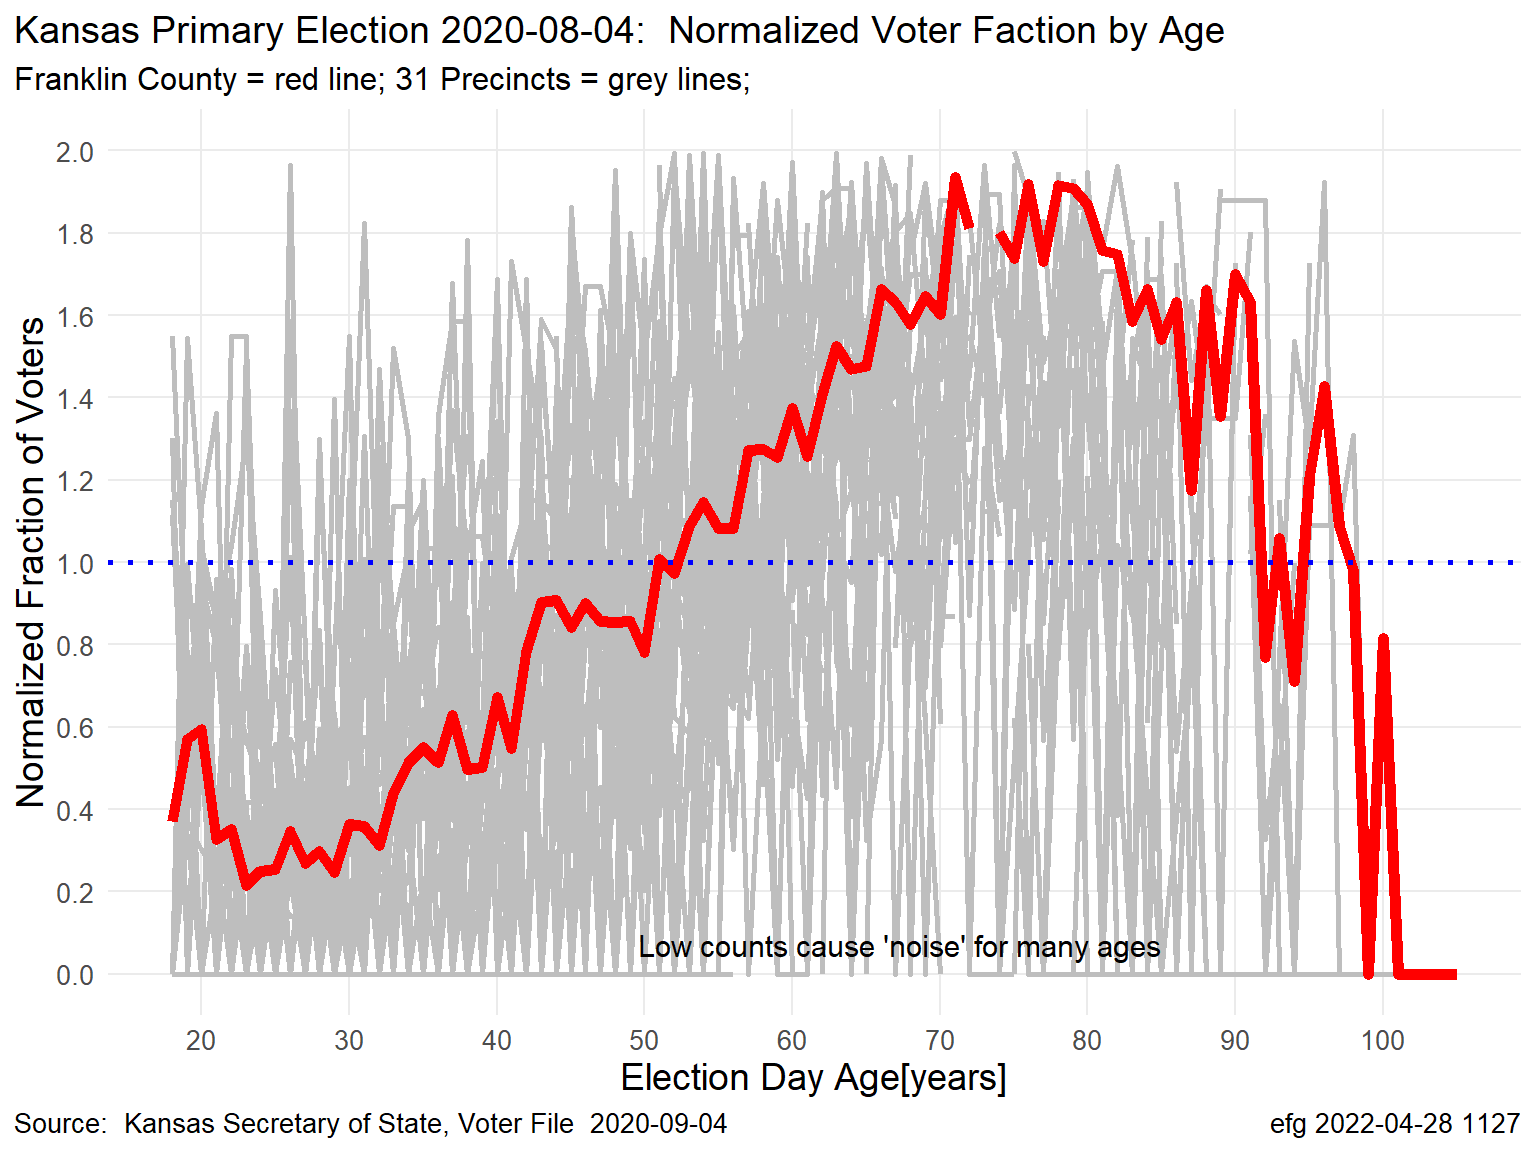 Kansas Primary Election 2020-08-04:  Normalized Voter Faction by Age
Franklin County = red line; 31 Precincts = grey lines;
Normalized Fraction of Voters
2.0
1.8
1.6
1.4
1.2
1.0
0.8
0.6
0.4
0.2
0.0
Low counts cause 'noise' for many ages
20 30 40 50 60 70 80 90 100
Election Day Age[years]
Source:  Kansas Secretary of State, Voter File  2020-09-04
efg 2022-04-28 1127